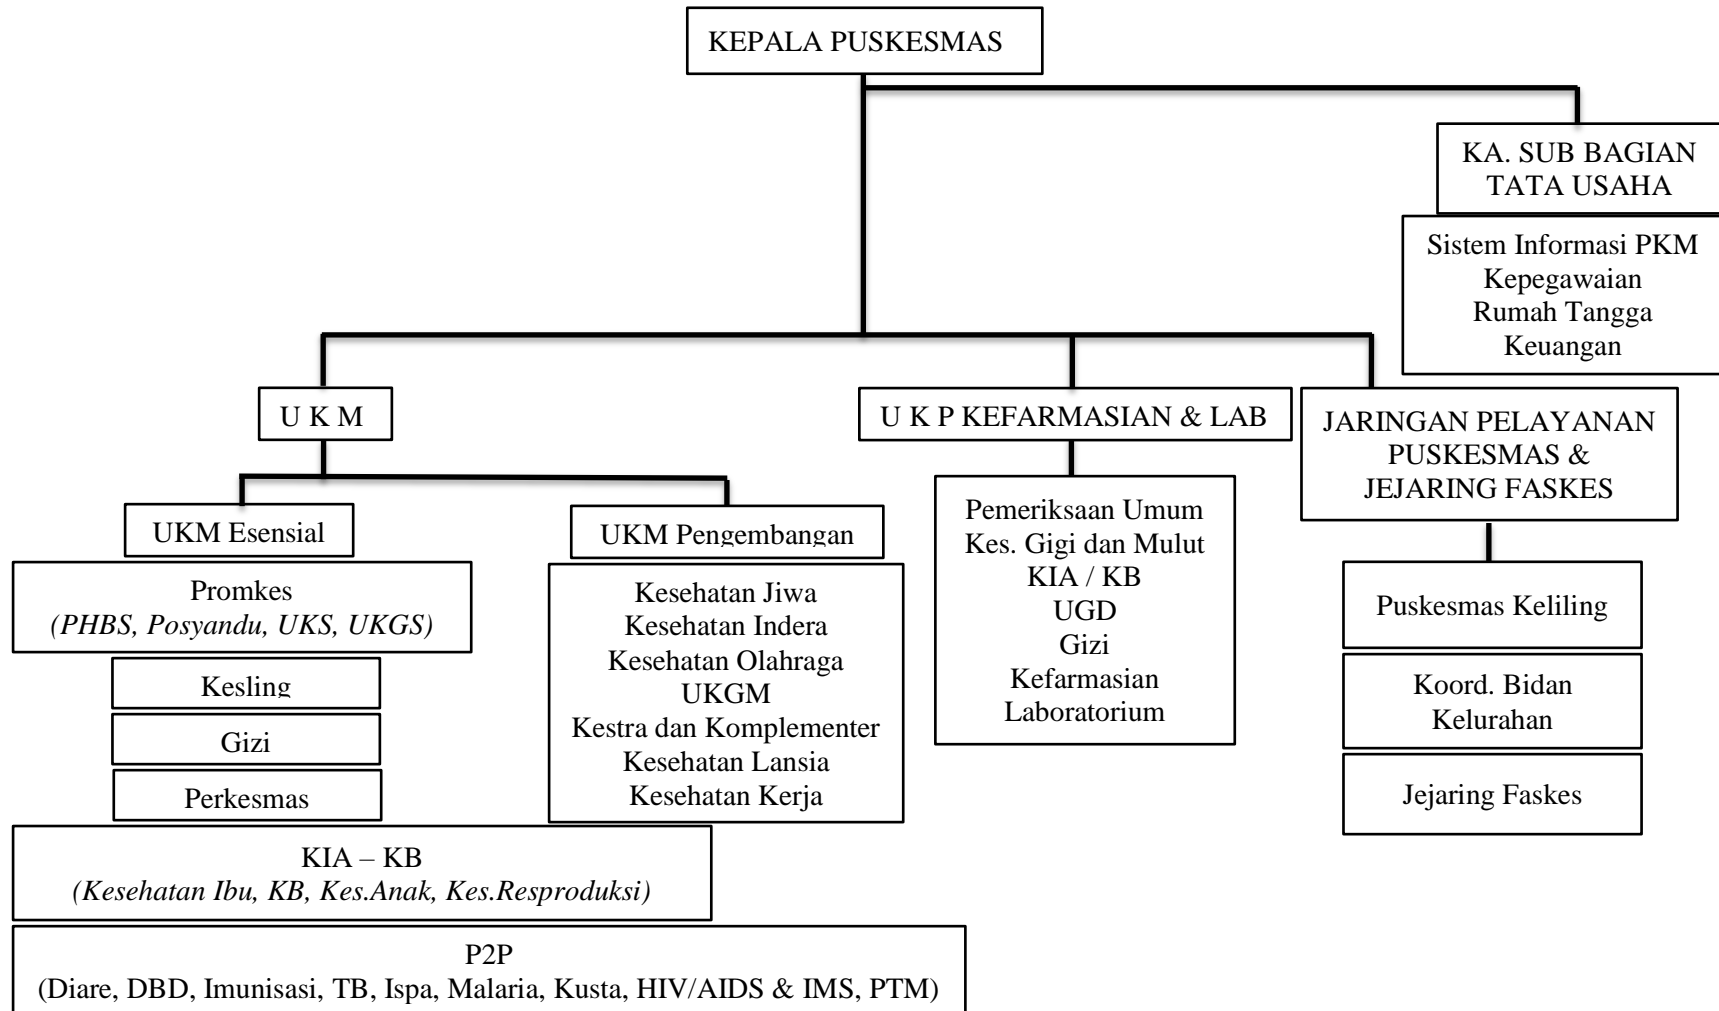 KEPALA PUSKESMAS
KA. SUB BAGIAN
TATA USAHA
Sistem Informasi PKM
Kepegawaian
Rumah Tangga
Keuangan
U K M
U K P KEFARMASIAN & LAB
JARINGAN PELAYANAN
PUSKESMAS &
JEJARING FASKES
UKM Esensial
Promkes
(PHBS, Posyandu, UKS, UKGS)
Kesling
Gizi
Perkesmas
KIA – KB
(Kesehatan Ibu, KB, Kes.Anak, Kes.Resproduksi)
P2P
(Diare, DBD, Imunisasi, TB, Ispa, Malaria, Kusta, HIV/AIDS & IMS, PTM)
UKM Pengembangan
Kesehatan Jiwa
Kesehatan Indera
Kesehatan Olahraga
UKGM
Kestra dan Komplementer
Kesehatan Lansia
Kesehatan Kerja
Pemeriksaan Umum
Kes. Gigi dan Mulut
KIA / KB
UGD
Gizi
Kefarmasian
Laboratorium
Puskesmas Keliling
Koord. Bidan
Kelurahan
Jejaring Faskes